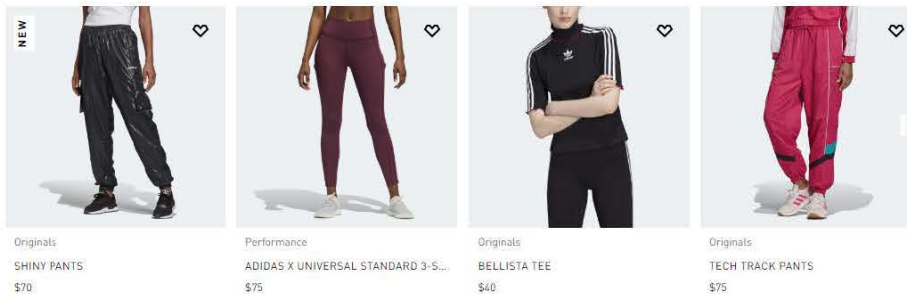 NEW
Originals
SHINY PANTS
$70
Performance
ADIDAS X UNIVERSAL STANDARD 3-S...
$75
Originals
BELLISTA TEE
$40
Originals
TECH TRACK PANTS
$75